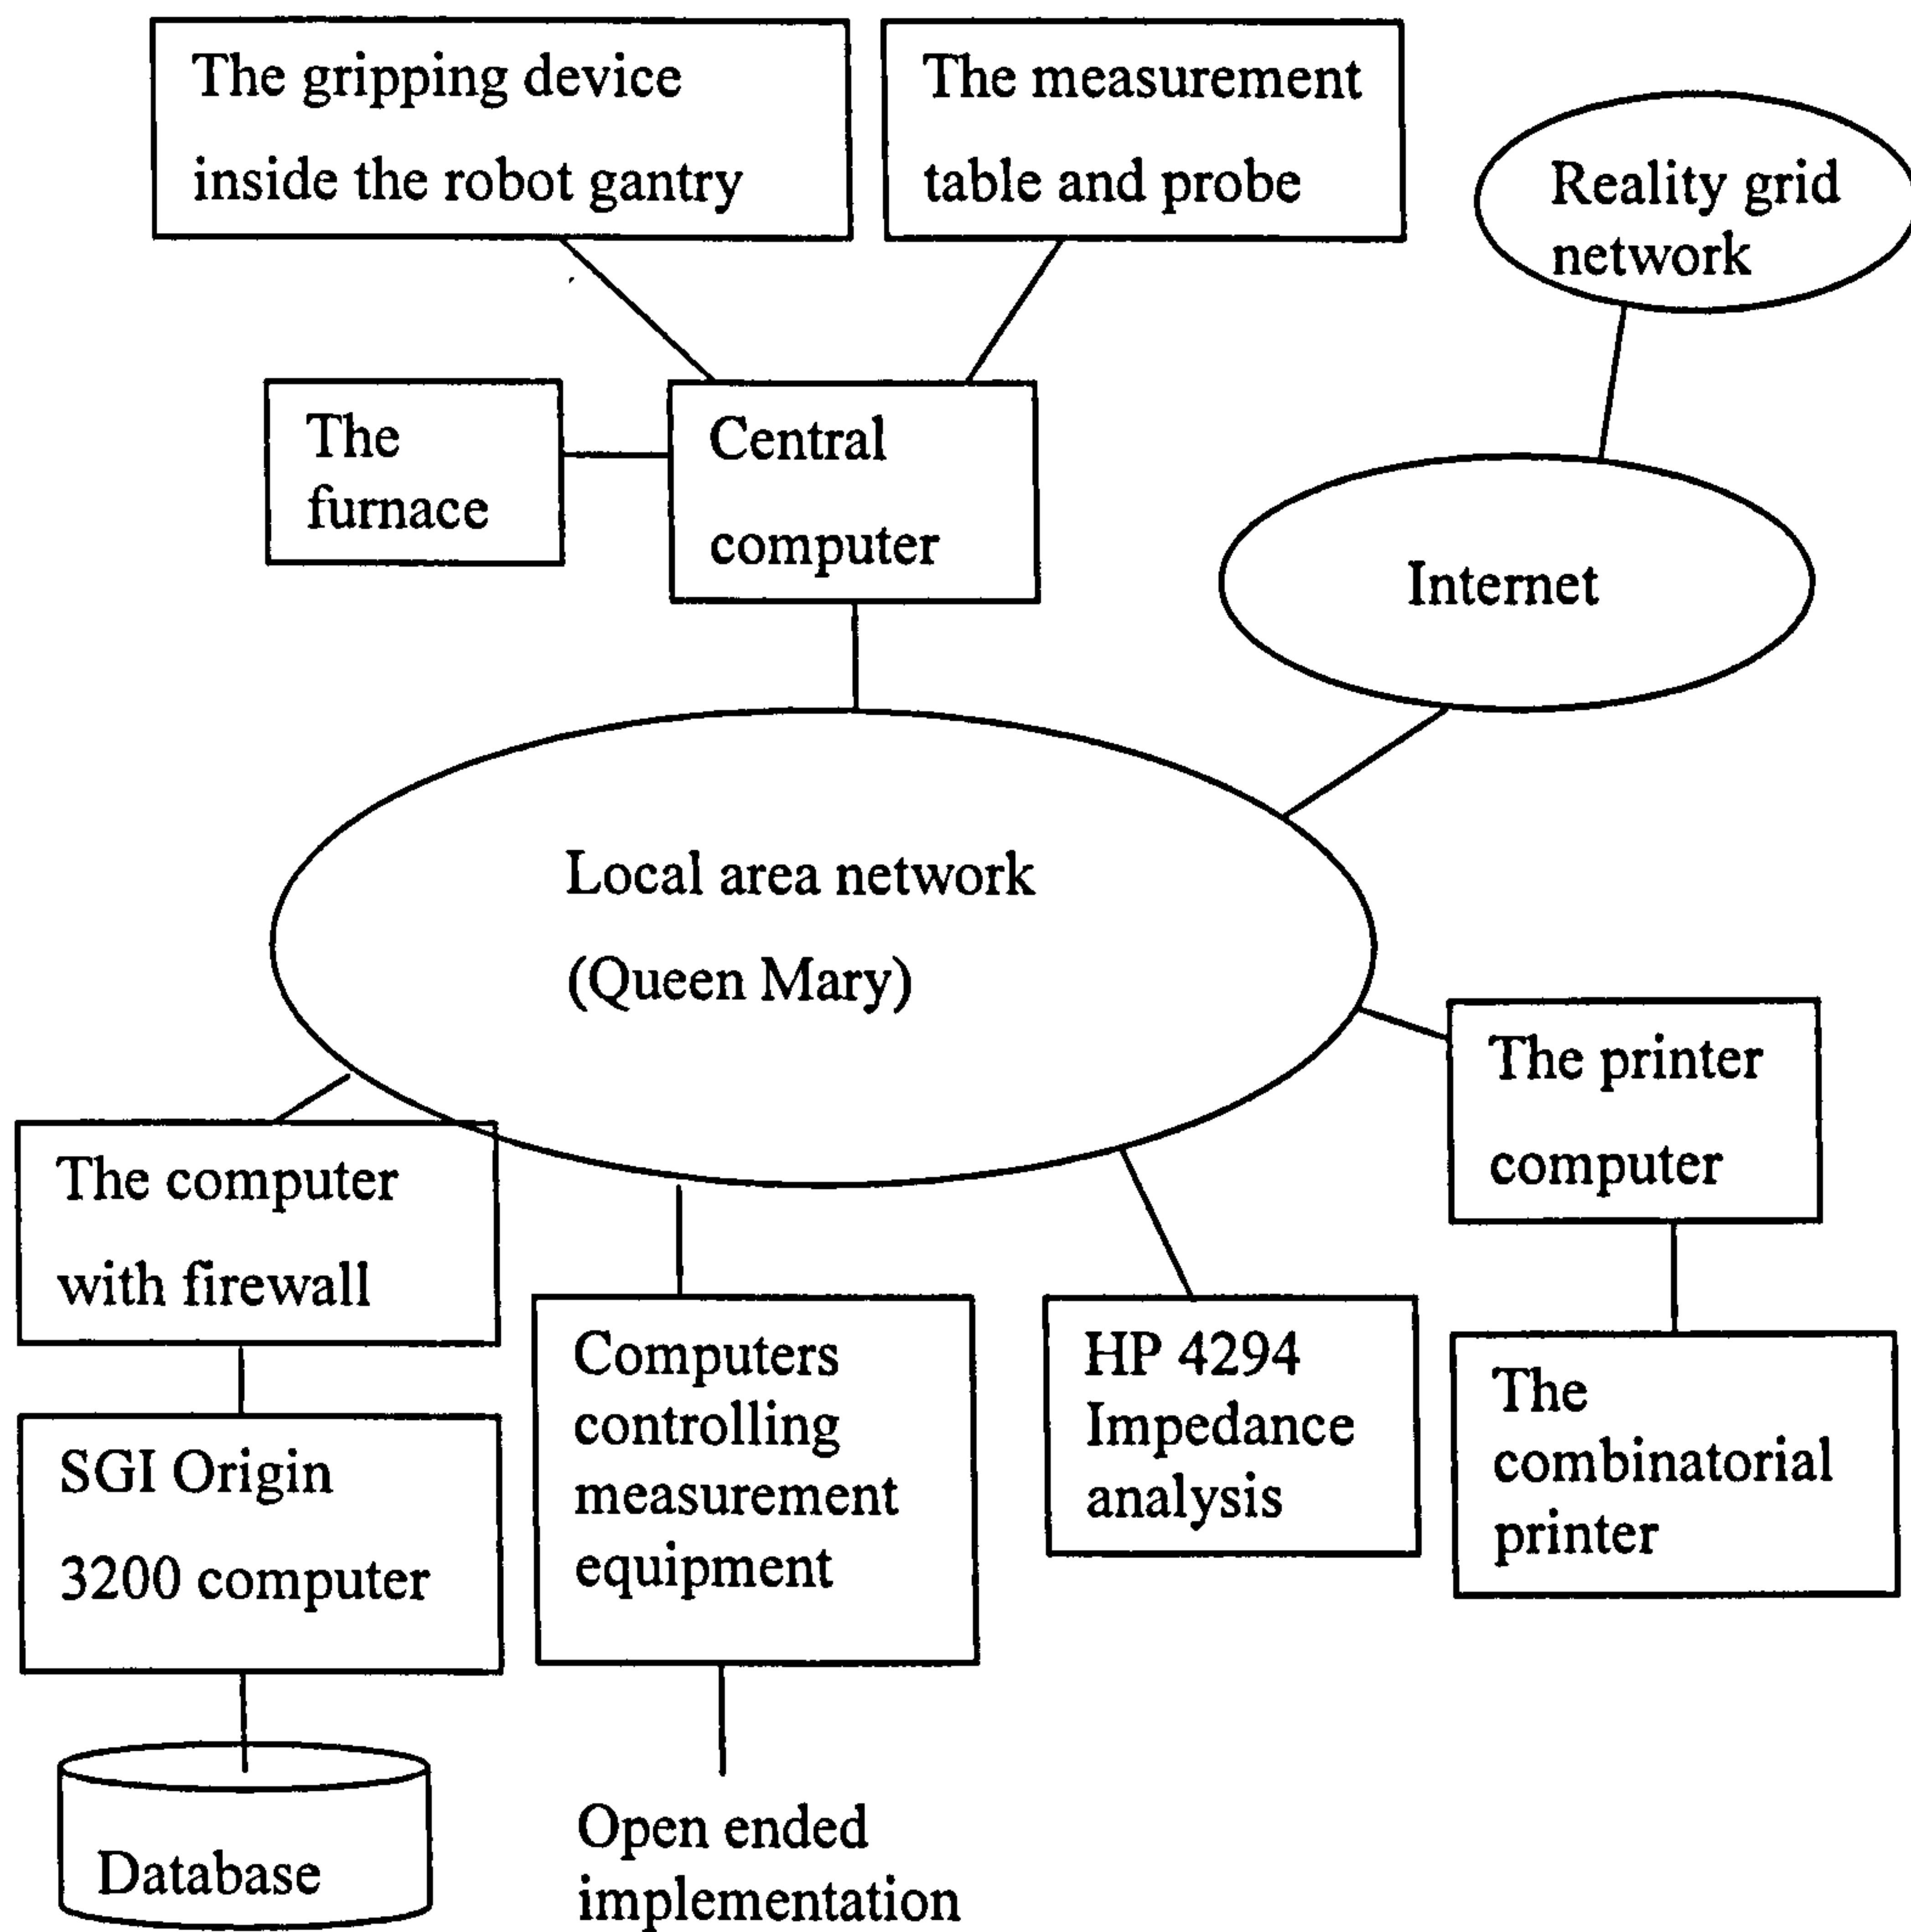 The gripping device
inside the robot gantry
The measurement
table and probe
Reality grid
network
The
furnace
Central
computer
Internet
Local area network
(Queen Mary)
The printer
computer
The computer
with firewall
Computers
controlling
measurement
equipment
HP 4294
Impedance
analysis
The
combinatorial
printer
SGI Origin
3200 computer
Database
Open ended
implementation